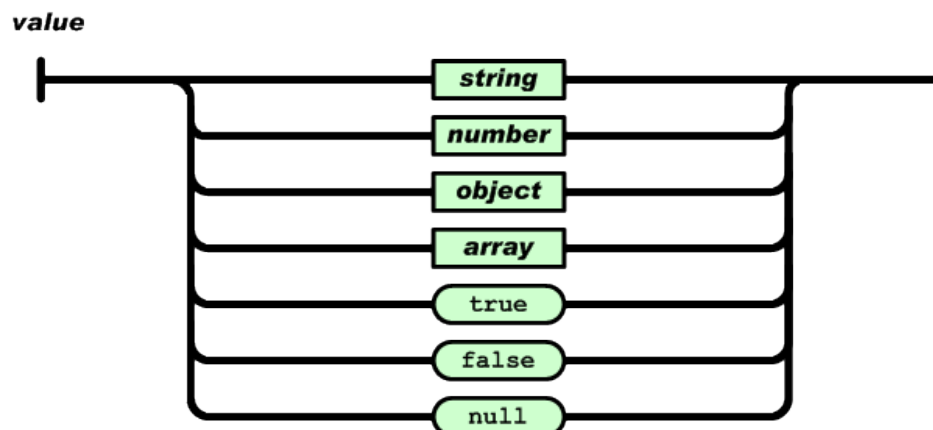 value
string
number
object
array
true
false
null